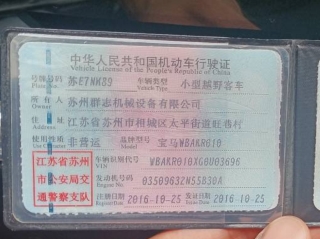 中华人民共和国机动车行驶证
Vehicle License of the People's Republic of China
号牌号码 苏E7NK89 车辆类型 小型越野客车
Plate No. Vehicle Type
所有人 苏州群志机械设备有限公司
Owner
住址 江苏省苏州市相城区太平街道旺巷村
Address
使用性质 非营运 品牌型号 宝马WBAKR010
Use Character Model
江苏省苏州市公安局交通警察支队
车辆识别代号 WBAKR010XG0U03696
VIN
发动机号码 03509632N55B30A
Engine No.
注册日期 2016-10-25 发证日期 2016-10-25
Register Date Issue Date